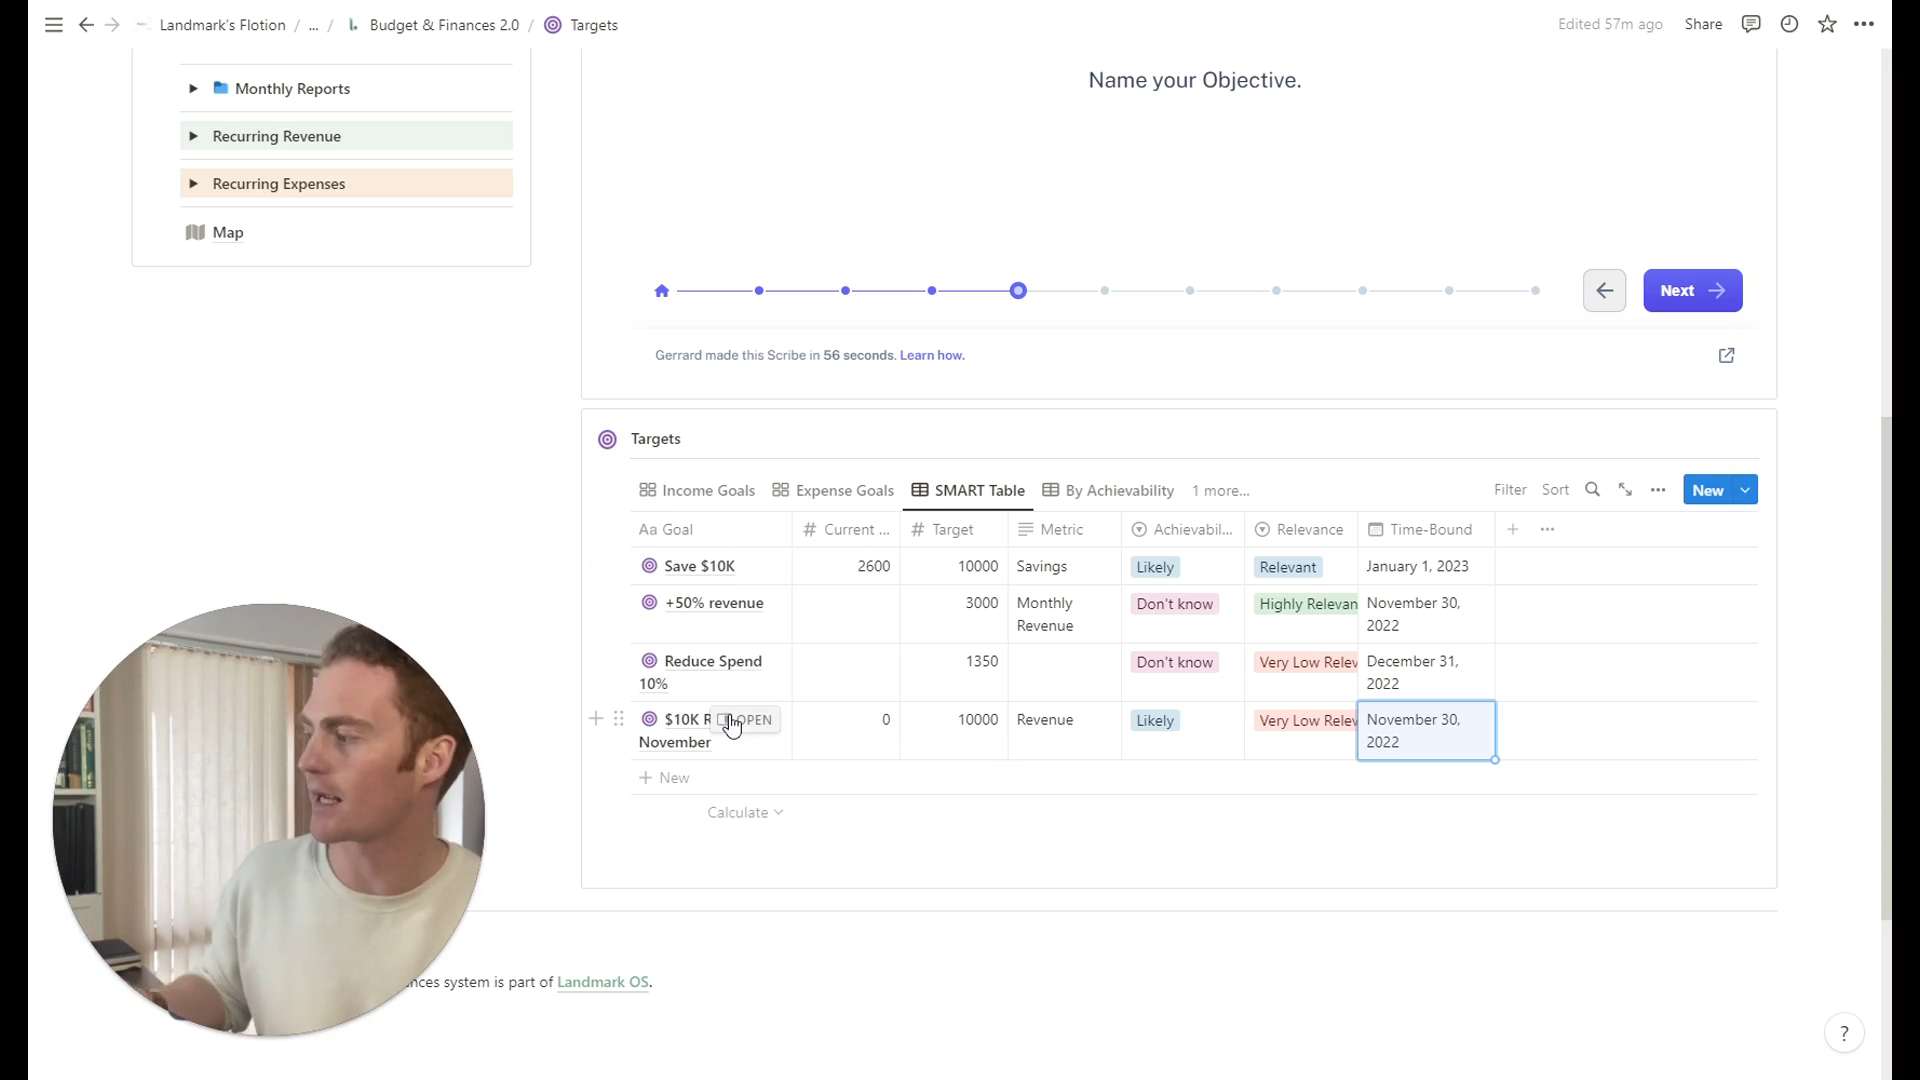 Landmark's Flotion / ... / Budget & Finances 2.0 / Targets
Edited 57m ago Share
Monthly Reports
Recurring Revenue
Recurring Expenses
Map
Name your Objective.
Next
Gerrard made this Scribe in 56 seconds. Learn how.
Targets
Income Goals Expense Goals SMART Table By Achievability 1 more...
Filter Sort New
Aa Goal # Current ... # Target Metric Achievabil... Relevance Time-Bound
Save $10K 2600 10000 Savings Likely Relevant January 1, 2023
+50% revenue 3000 Monthly Don't know Highly Relevan November 30,
Revenue 2022
Reduce Spend 1350 Don't know Very Low Relev December 31,
10% 2022
$10K R OPEN 0 10000 Revenue Likely Very Low Relev November 30,
November 2022
+ New
Calculate
nces system is part of Landmark OS.
?